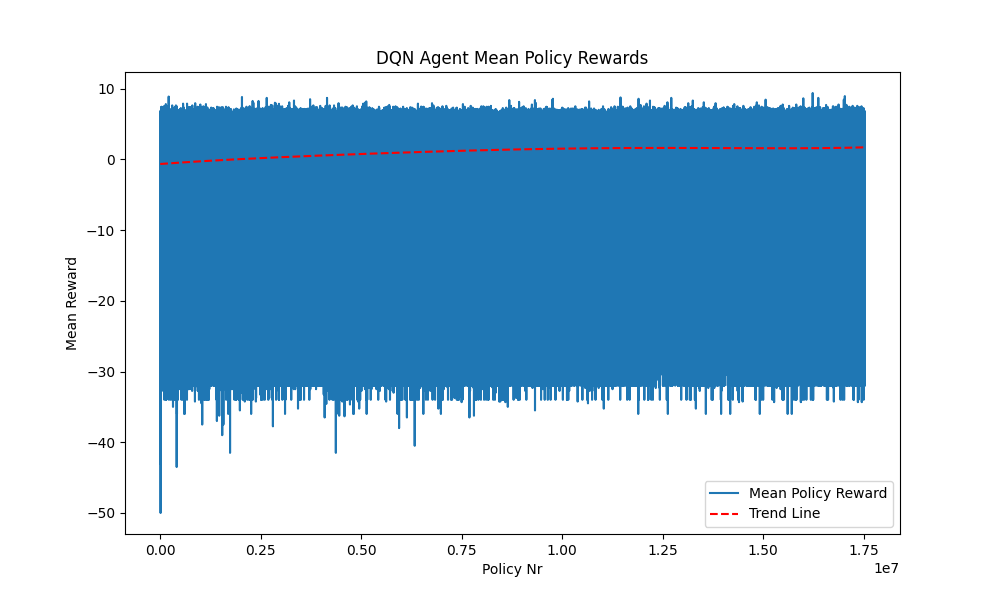 DQN Agent Mean Policy Rewards
10
0
−10
−20
−30
−40
−50
Mean Reward
0.00 0.25 0.50 0.75 1.00 1.25 1.50 1.75
1e7
Policy Nr
Mean Policy Reward
Trend Line